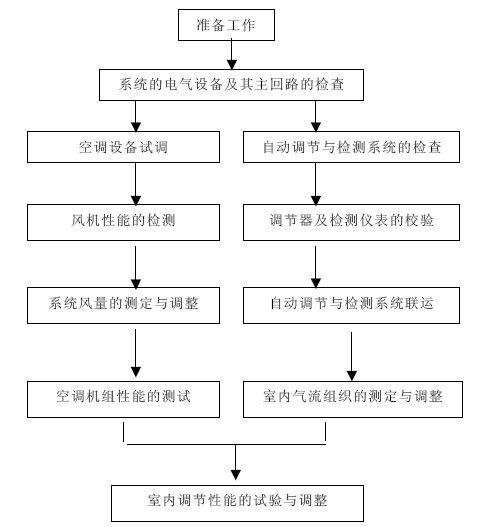 准备工作
系统的电气设备及其主回路的检查
空调设备试调
自动调节与检测系统的检查
风机性能的检测
调节器及检测仪表的校验
系统风量的测定与调整
自动调节与检测系统联运
空调机组性能的测试
室内气流组织的测定与调整
室内调节性能的试验与调整